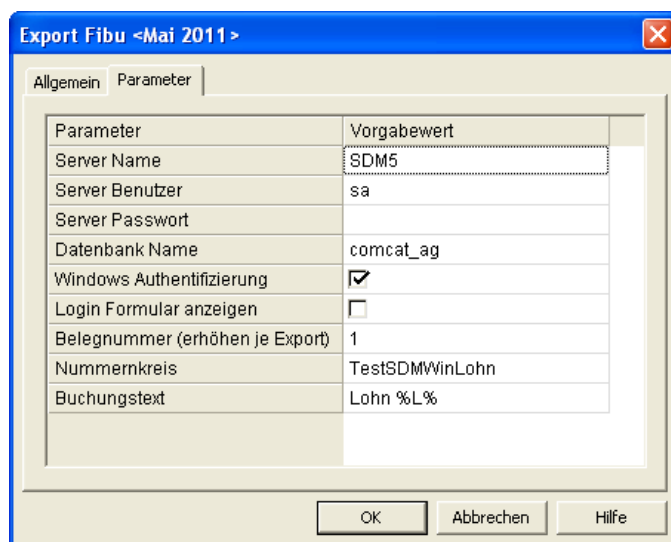 Export Fibu <Mai 2011>
Allgemein Parameter
Parameter Vorgabewert
Server Name SDM5
Server Benutzer sa
Server Passwort
Datenbank Name comcat_ag
Windows Authentifizierung
Login Formular anzeigen
Belegnummer (erhöhen je Export) 1
Nummernkreis TestSDMWinLohn
Buchungstext Lohn %L%
OK Abbrechen Hilfe